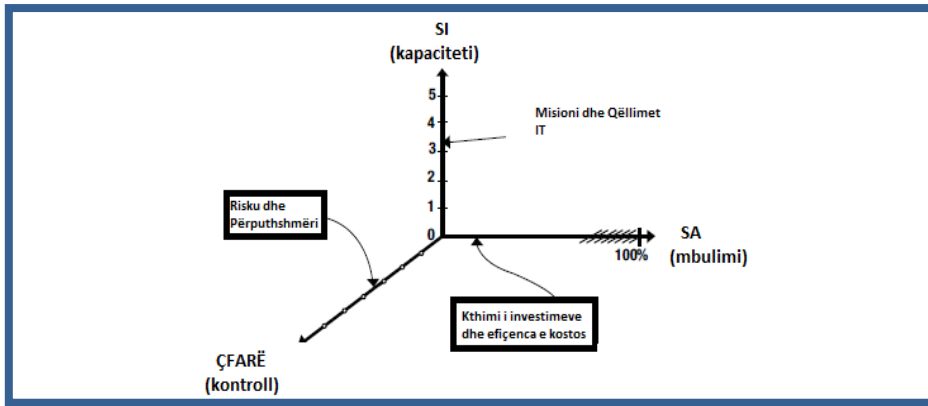 SI
(kapaciteti)
5
4
3
2
1
0
Misioni dhe Qëllimet
IT
Risku dhe
Përputhshmëri
SA
(mbulimi)
100%
Kthimi i investimeve
dhe efiçenca e kostos
ÇFARË
(kontroll)